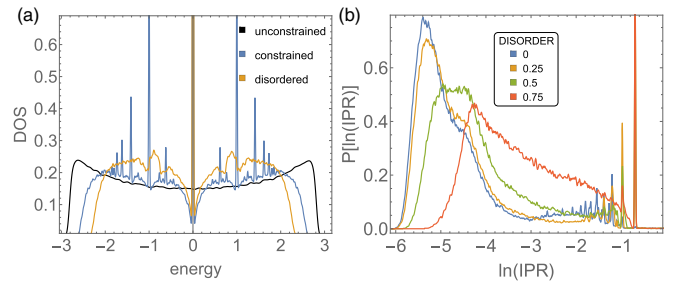 (a)
0.6
0.5
0.4
0.3
0.2
0.1
DOS
unconstrained
constrained
disordered
−3 −2 −1 0 1 2 3
energy
(b)
0.8
0.6
0.4
0.2
0.0
P[ln(IPR)]
DISORDER
0
0.25
0.5
0.75
−6 −5 −4 −3 −2 −1
ln(IPR)